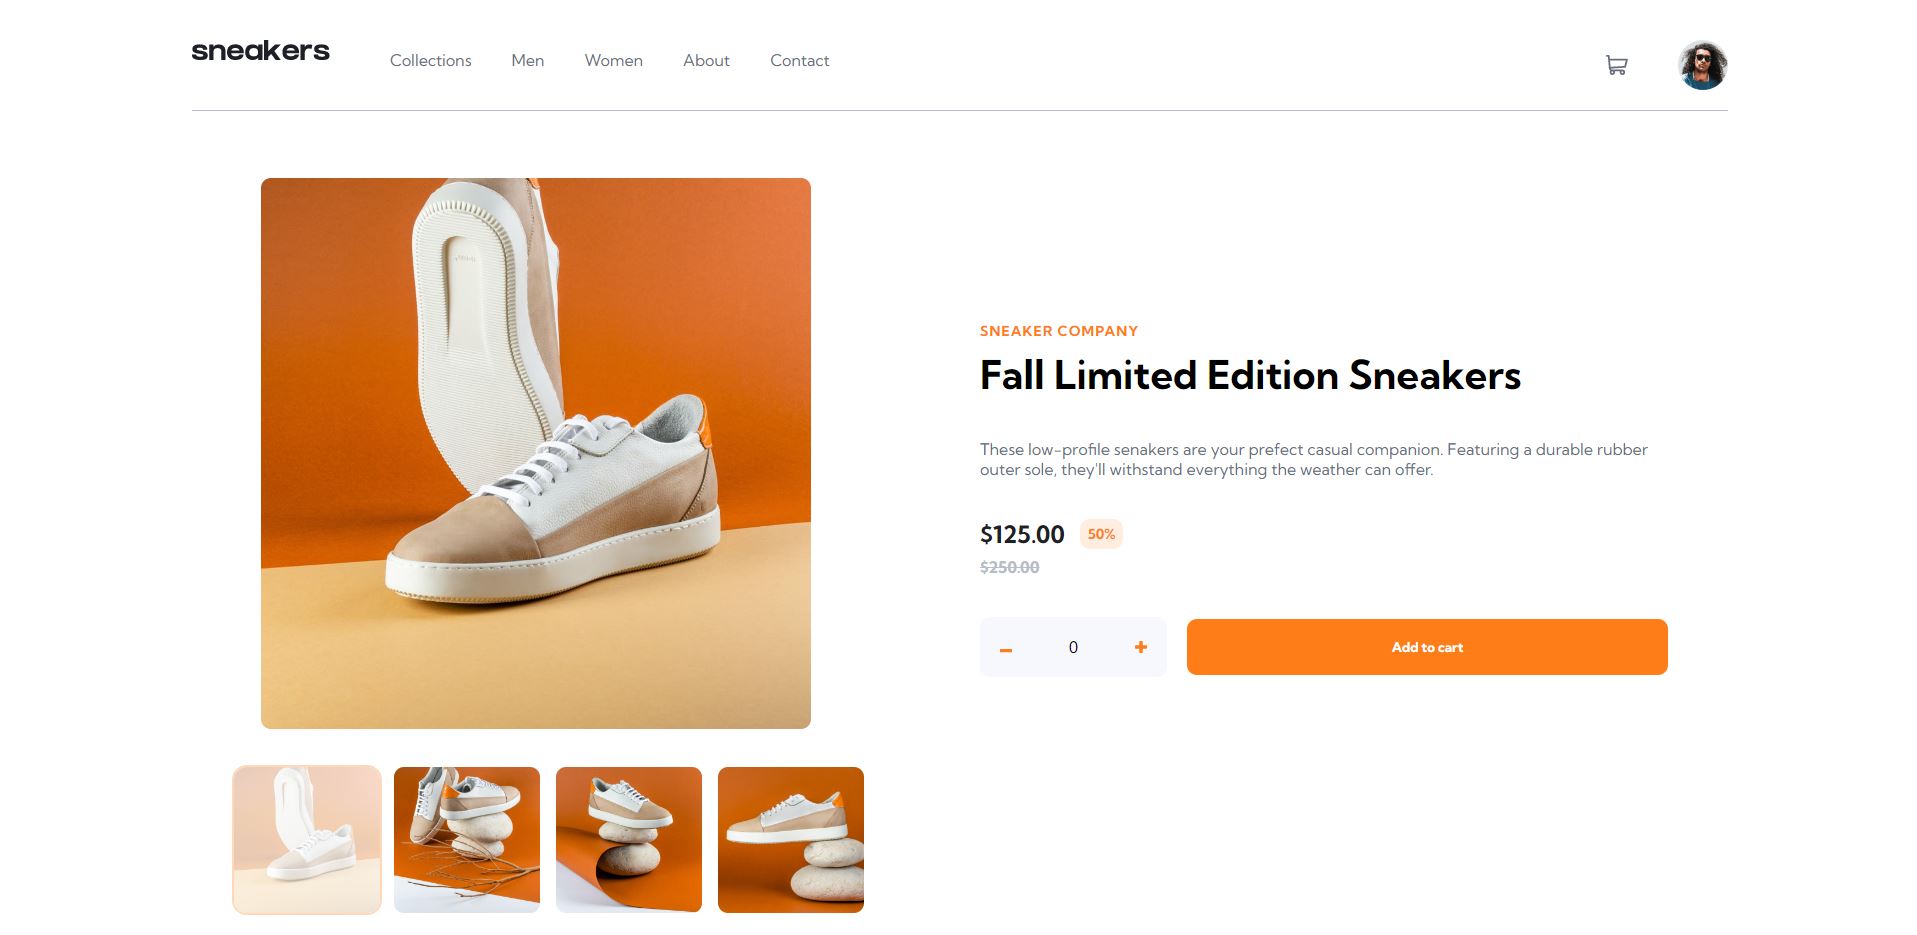 sneakers
Collections Men Women About Contact
SNEAKER COMPANY
Fall Limited Edition Sneakers
These low-profile senakers are your prefect casual companion. Featuring a durable rubber
outer sole, they'll withstand everything the weather can offer.
$125.00 50%
$250.00
0 Add to cart